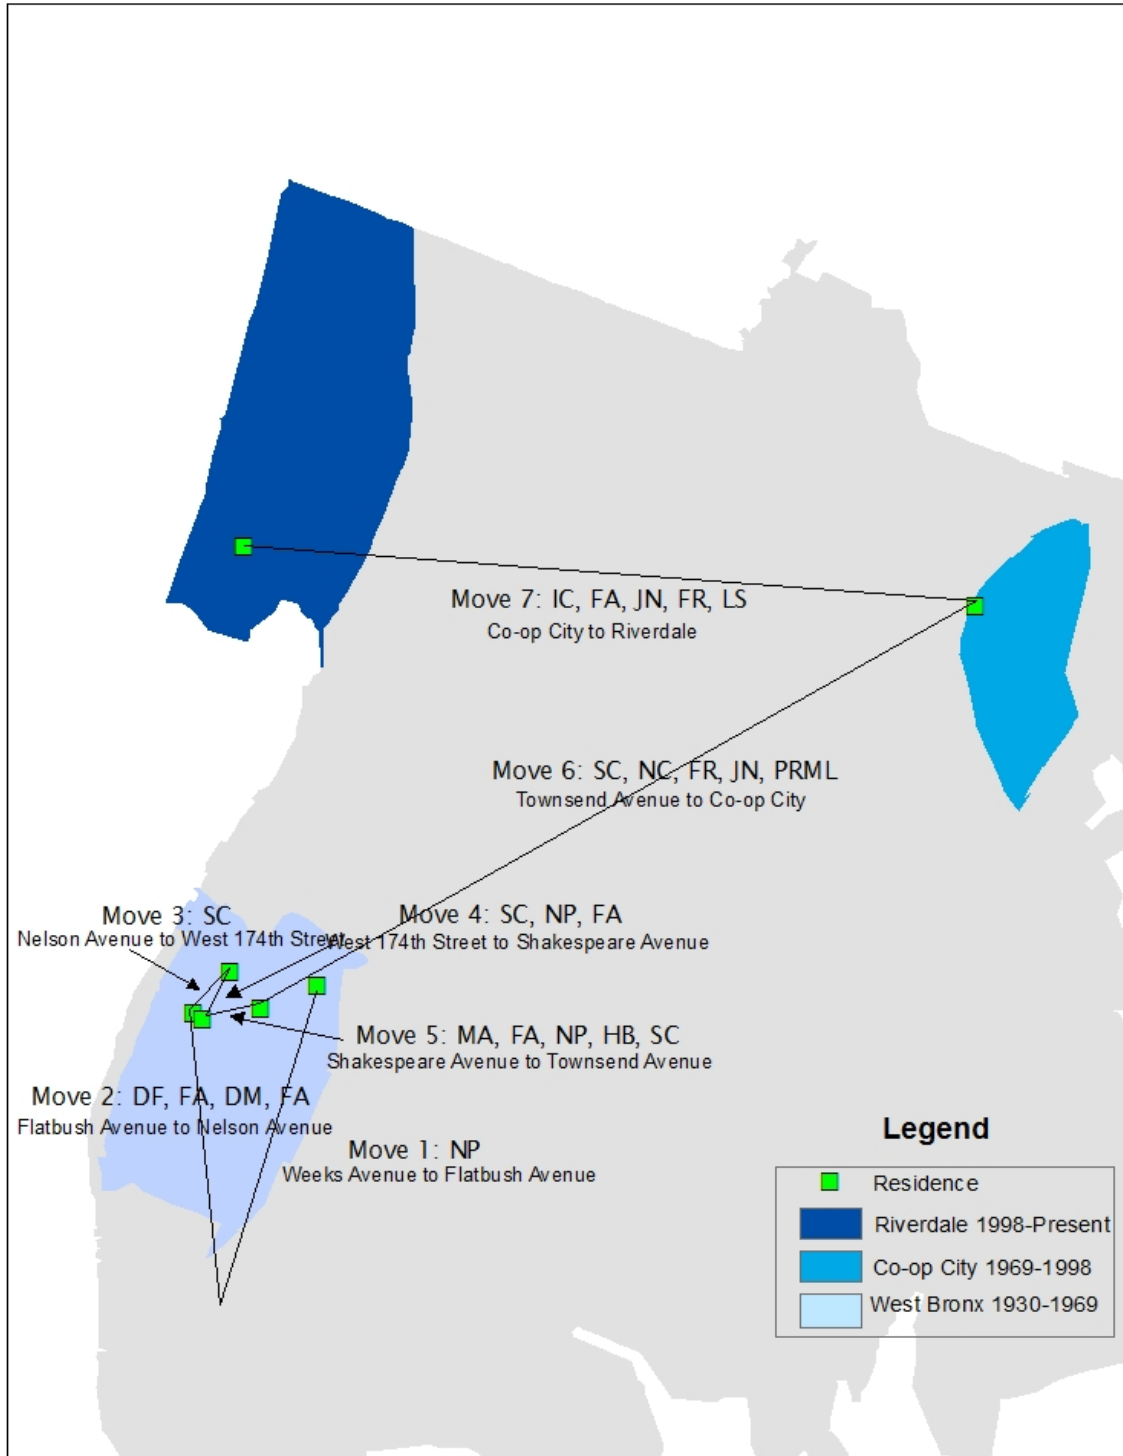 Move 7: IC, FA, JN, FR, LS
Co-op City to Riverdale
Move 6: SC, NC, FR, JN, PRML
Townsend Avenue to Co-op City
Move 3: SC
Nelson Avenue to West 174th Street
Move 4: SC, NP, FA
West 174th Street to Shakespeare Avenue
Move 5: MA, FA, NP, HB, SC
Shakespeare Avenue to Townsend Avenue
Move 2: DF, FA, DM, FA
Flatbush Avenue to Nelson Avenue
Move 1: NP
Weeks Avenue to Flatbush Avenue
Legend
Residence
Riverdale 1998-Present
Co-op City 1969-1998
West Bronx 1930-1969